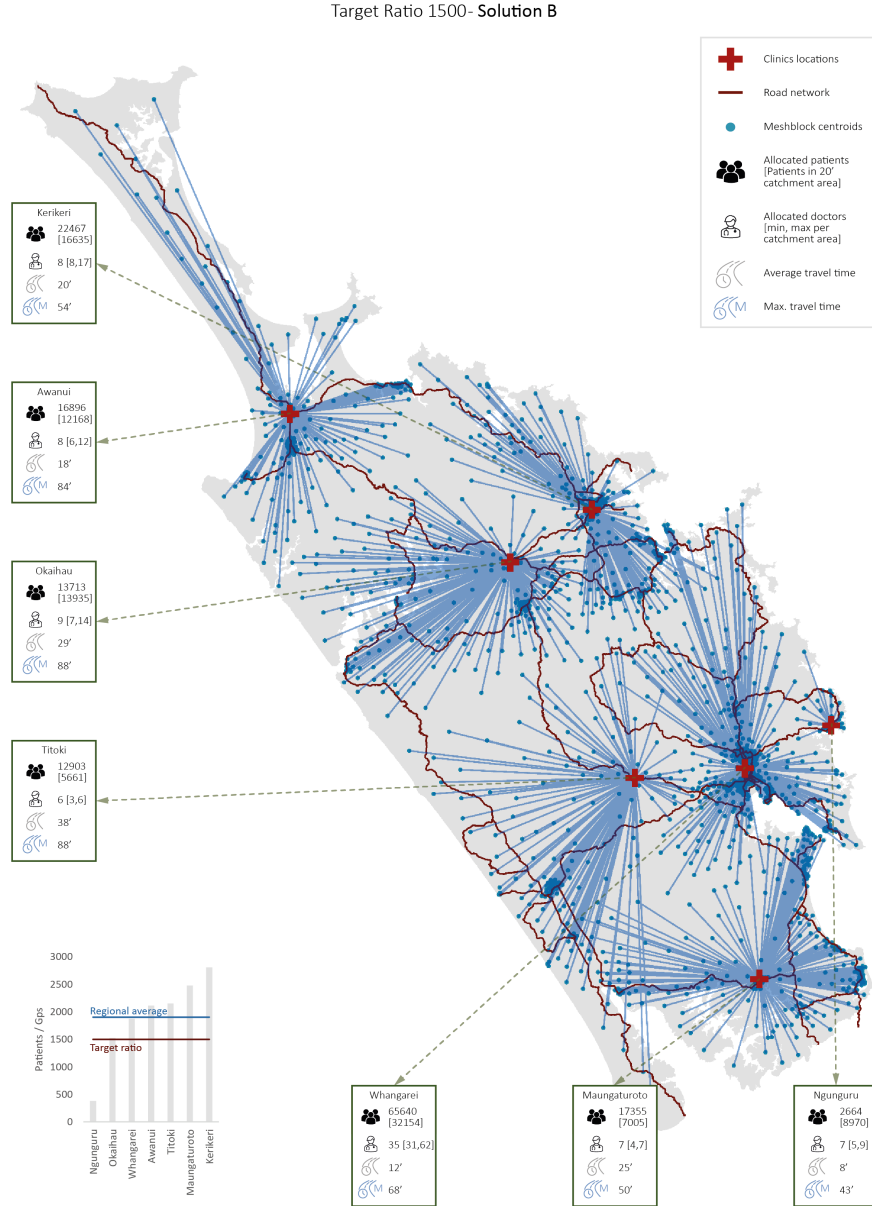 Target Ratio 1500- Solution B
Clinics locations
Road network
Meshblock centroids
Allocated patients
[Patients in 20'
catchment area]
Allocated doctors
[min, max per
catchment area]
Average travel time
M
Max. travel time
Kerikeri
22467
[16635]
8 [8,17]
20'
M
54'
Awanui
16896
[12168]
8 [6,12]
18'
M
84'
Okaihau
13713
[13935]
9 [7,14]
29'
M
88'
Titoki
12903
[5661]
6 [3,6]
38'
M
88'
Patients / Gps
3000
2500
2000
1500
1000
500
0
Regional average
Target ratio
Ngunguru
Okaihau
Whangarei
Awanui
Titoki
Maungaturoto
Kerikeri
Whangarei
65640
[32154]
35 [31,62]
12'
M
68'
Maungaturoto
17355
[7005]
7 [4,7]
25'
M
50'
Ngunguru
2664
[8970]
7 [5,9]
8'
M
43'